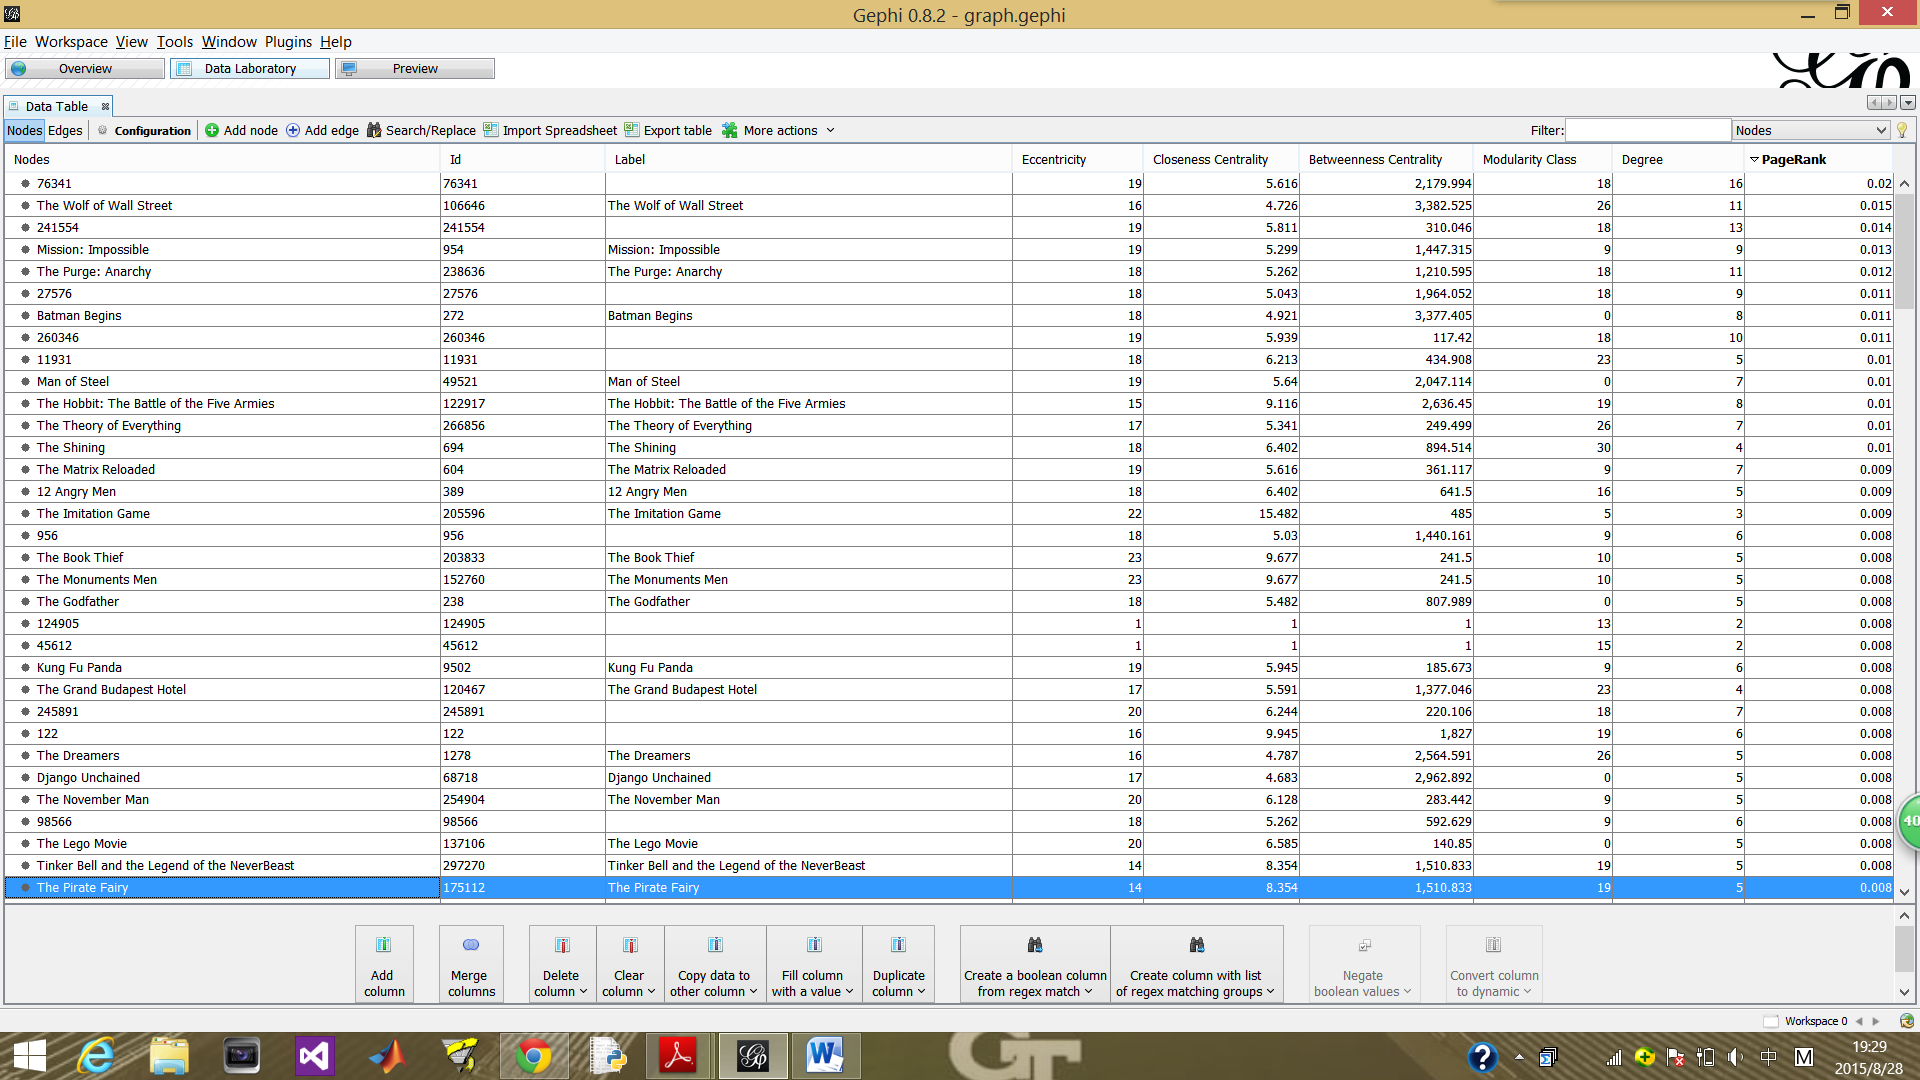 Gephi 0.8.2 - graph.gephi
File Workspace View Tools Window Plugins Help
Overview Data Laboratory Preview
Data Table
Nodes Edges Configuration Add node Add edge Search/Replace Import Spreadsheet Export table More actions Filter: Nodes
Nodes Id Label Eccentricity Closeness Centrality Betweenness Centrality Modularity Class Degree PageRank
76341 76341 19 5.616 2,179.994 18 16 0.02
The Wolf of Wall Street 106646 The Wolf of Wall Street 16 4.726 3,382.525 26 11 0.015
241554 241554 19 5.811 310.046 18 13 0.014
Mission: Impossible 954 Mission: Impossible 19 5.299 1,447.315 9 9 0.013
The Purge: Anarchy 238636 The Purge: Anarchy 18 5.262 1,210.595 18 11 0.012
27576 27576 18 5.043 1,964.052 18 9 0.011
Batman Begins 272 Batman Begins 18 4.921 3,377.405 0 8 0.011
260346 260346 19 5.939 117.42 18 10 0.011
11931 11931 18 6.213 434.908 23 5 0.01
Man of Steel 49521 Man of Steel 19 5.64 2,047.114 0 7 0.01
The Hobbit: The Battle of the Five Armies 122917 The Hobbit: The Battle of the Five Armies 15 9.116 2,636.45 19 8 0.01
The Theory of Everything 266856 The Theory of Everything 17 5.341 249.499 26 7 0.01
The Shining 694 The Shining 18 6.402 894.514 30 4 0.01
The Matrix Reloaded 604 The Matrix Reloaded 19 5.616 361.117 9 7 0.009
12 Angry Men 389 12 Angry Men 18 6.402 641.5 16 5 0.009
The Imitation Game 205596 The Imitation Game 22 15.482 485 5 3 0.009
956 956 18 5.03 1,440.161 9 6 0.008
The Book Thief 203833 The Book Thief 23 9.677 241.5 10 5 0.008
The Monuments Men 152760 The Monuments Men 23 9.677 241.5 10 5 0.008
The Godfather 238 The Godfather 18 5.482 807.989 0 5 0.008
124905 124905 1 1 1 13 2 0.008
45612 45612 1 1 1 15 2 0.008
Kung Fu Panda 9502 Kung Fu Panda 19 5.945 185.673 9 6 0.008
The Grand Budapest Hotel 120467 The Grand Budapest Hotel 17 5.591 1,377.046 23 4 0.008
245891 245891 20 6.244 220.106 18 7 0.008
122 122 16 9.945 1,827 19 6 0.008
The Dreamers 1278 The Dreamers 16 4.787 2,564.591 26 5 0.008
Django Unchained 68718 Django Unchained 17 4.683 2,962.892 0 5 0.008
The November Man 254904 The November Man 20 6.128 283.442 9 5 0.008
98566 98566 18 5.262 592.629 9 6 0.008
The Lego Movie 137106 The Lego Movie 20 6.585 140.85 0 5 0.008
Tinker Bell and the Legend of the NeverBeast 297270 Tinker Bell and the Legend of the NeverBeast 14 8.354 1,510.833 19 5 0.008
The Pirate Fairy 175112 The Pirate Fairy 14 8.354 1,510.833 19 5 0.008
40
Add column
Merge columns
Delete column
Clear column
Copy data to other column
Fill column with a value
Duplicate column
Create a boolean column from regex match
Create column with list of regex matching groups
Negate boolean values
Convert column to dynamic
Workspace 0
GT
中 M
19:29
2015/8/28